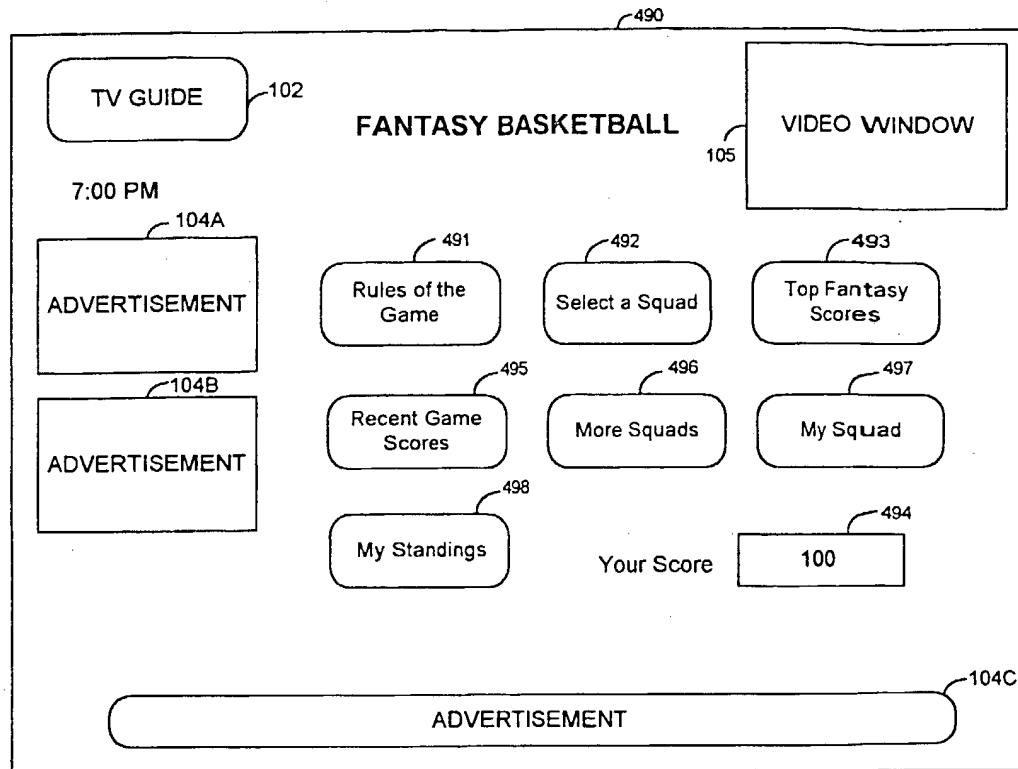 490
TV GUIDE
102
FANTASY BASKETBALL
105
VIDEO WINDOW
7:00 PM
104A
ADVERTISEMENT
104B
ADVERTISEMENT
491
Rules of the
Game
492
Select a Squad
493
Top Fantasy
Scores
495
Recent Game
Scores
496
More Squads
497
My Squad
498
My Standings
Your Score
494
100
104C
ADVERTISEMENT